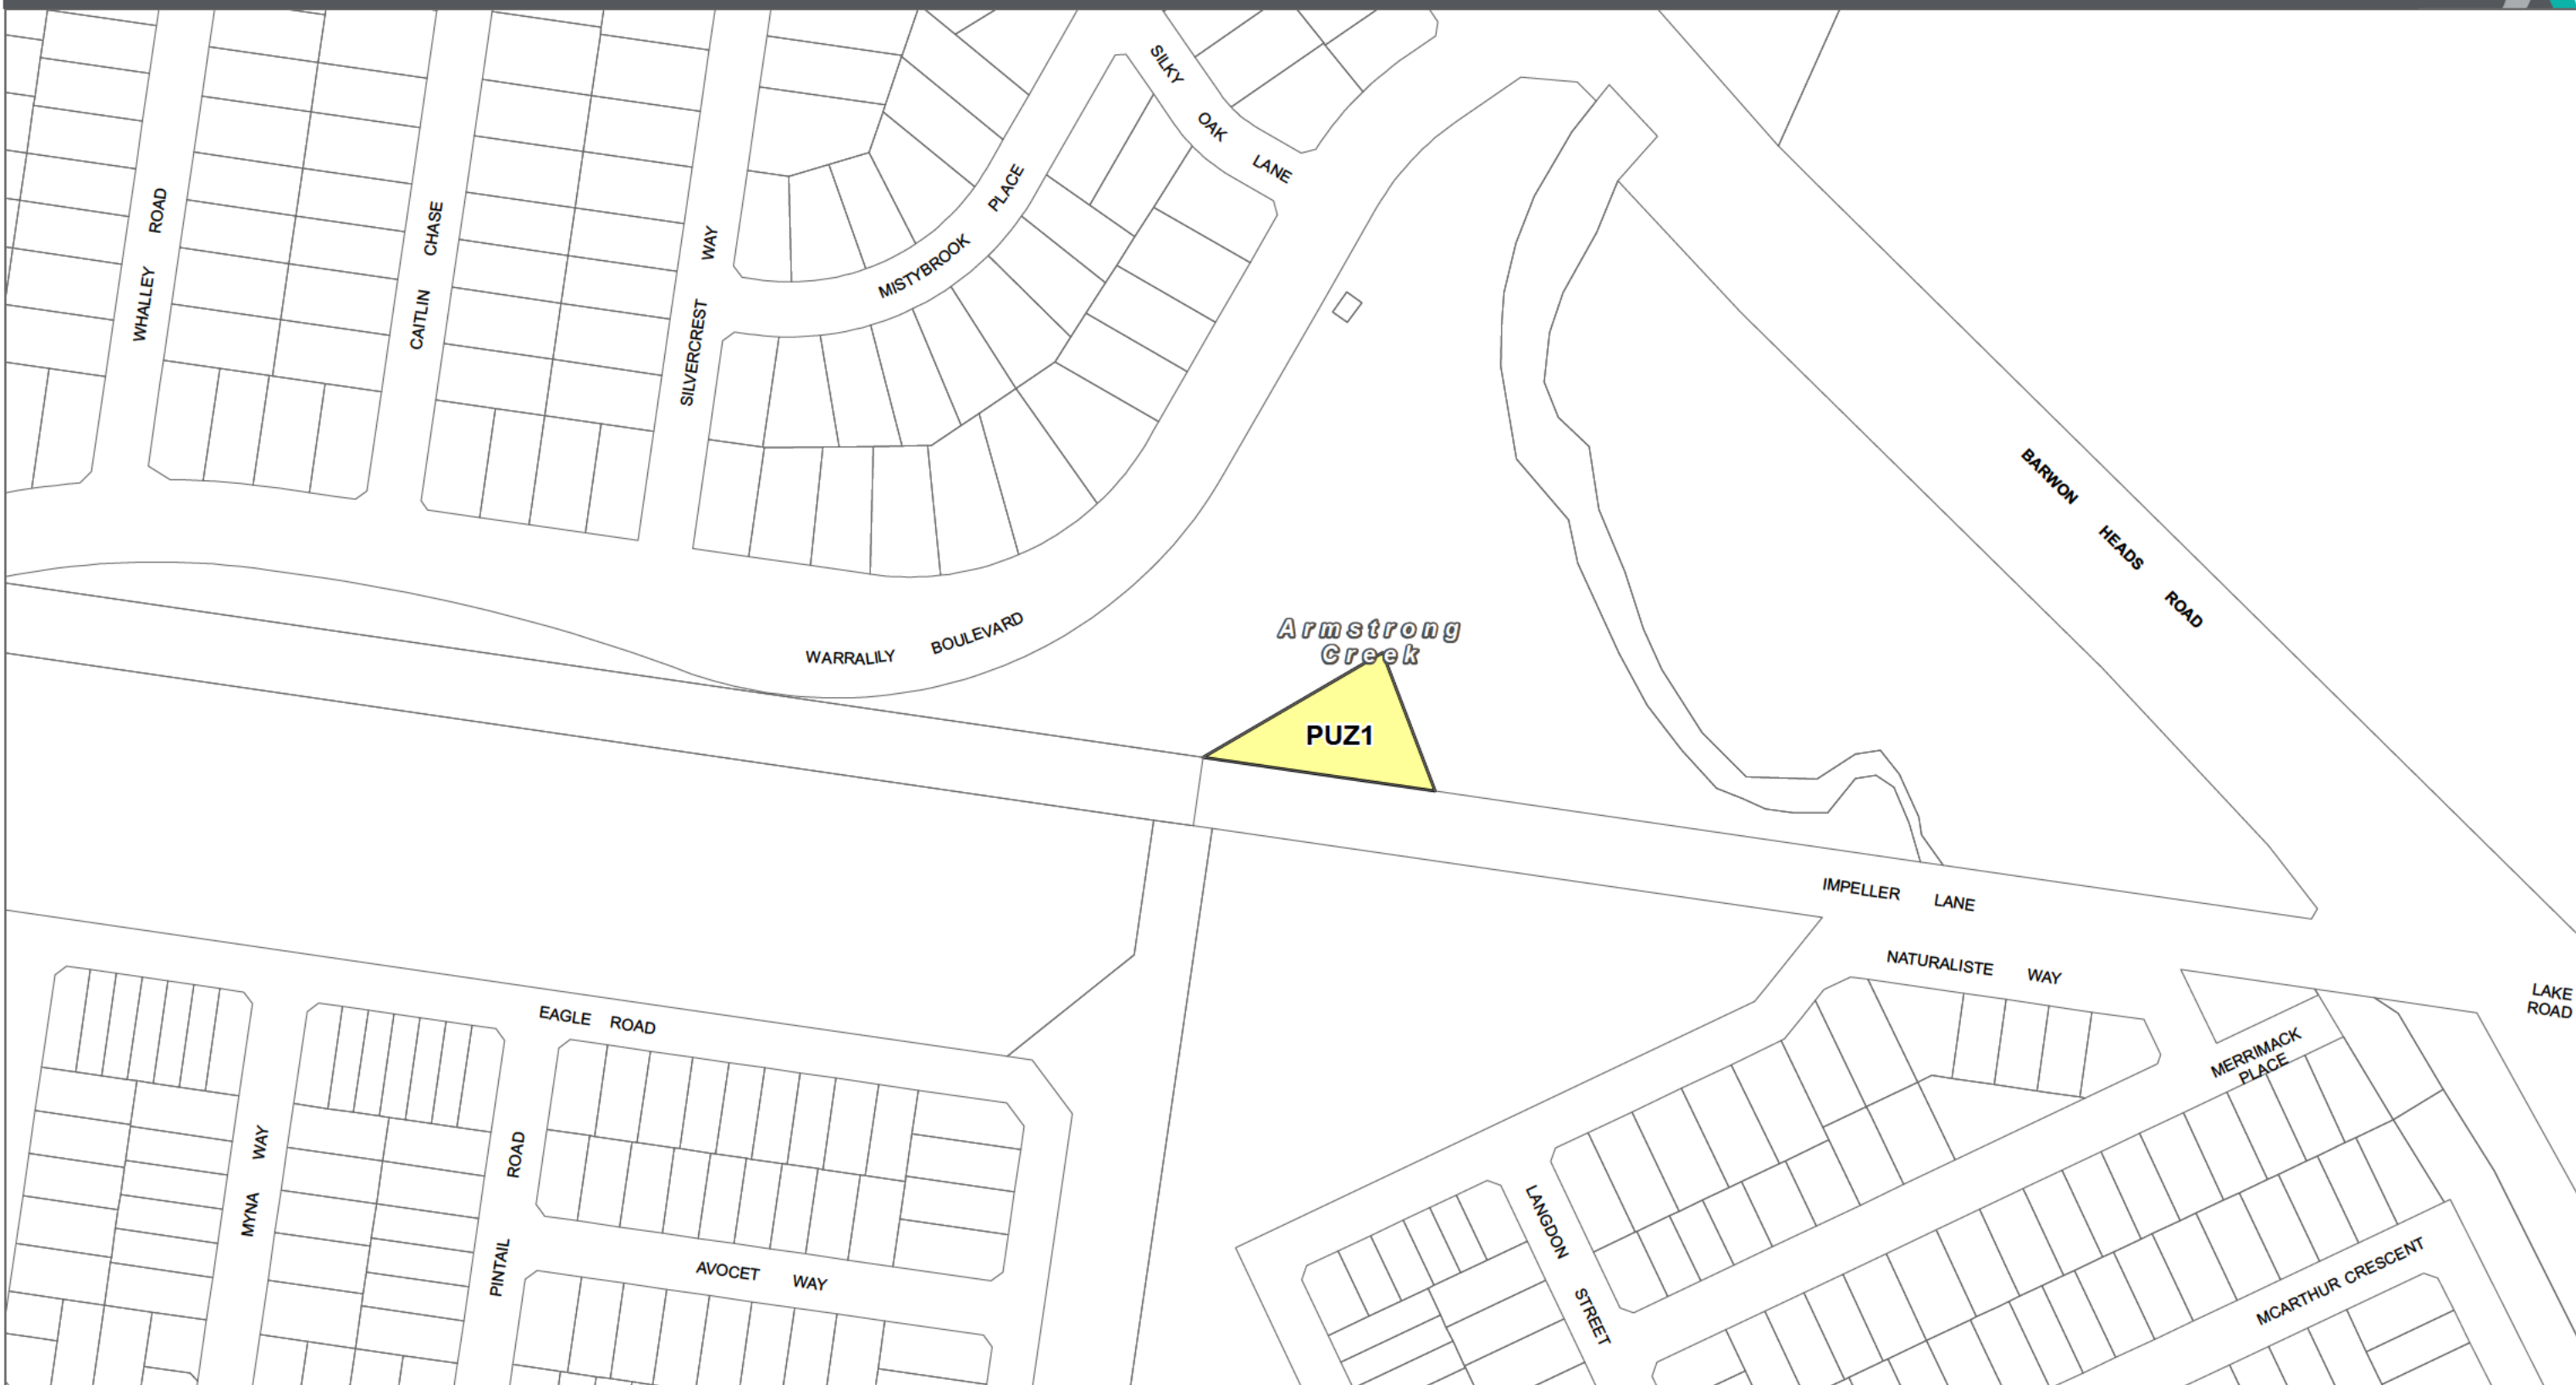 SILKY OAK LANE
WHALLEY ROAD
CAITLIN CHASE
SILVERCREST WAY
MISTYBROOK PLACE
BARWON HEADS ROAD
WARRALILY BOULEVARD
Armstrong
Creek
PUZ1
IMPELLER LANE
NATURALISTE WAY
LAKE
ROAD
EAGLE ROAD
MERRIMACK
PLACE
MYNA WAY
PINTAIL ROAD
AVOCET WAY
LANGDON STREET
MCARTHUR CRESCENT